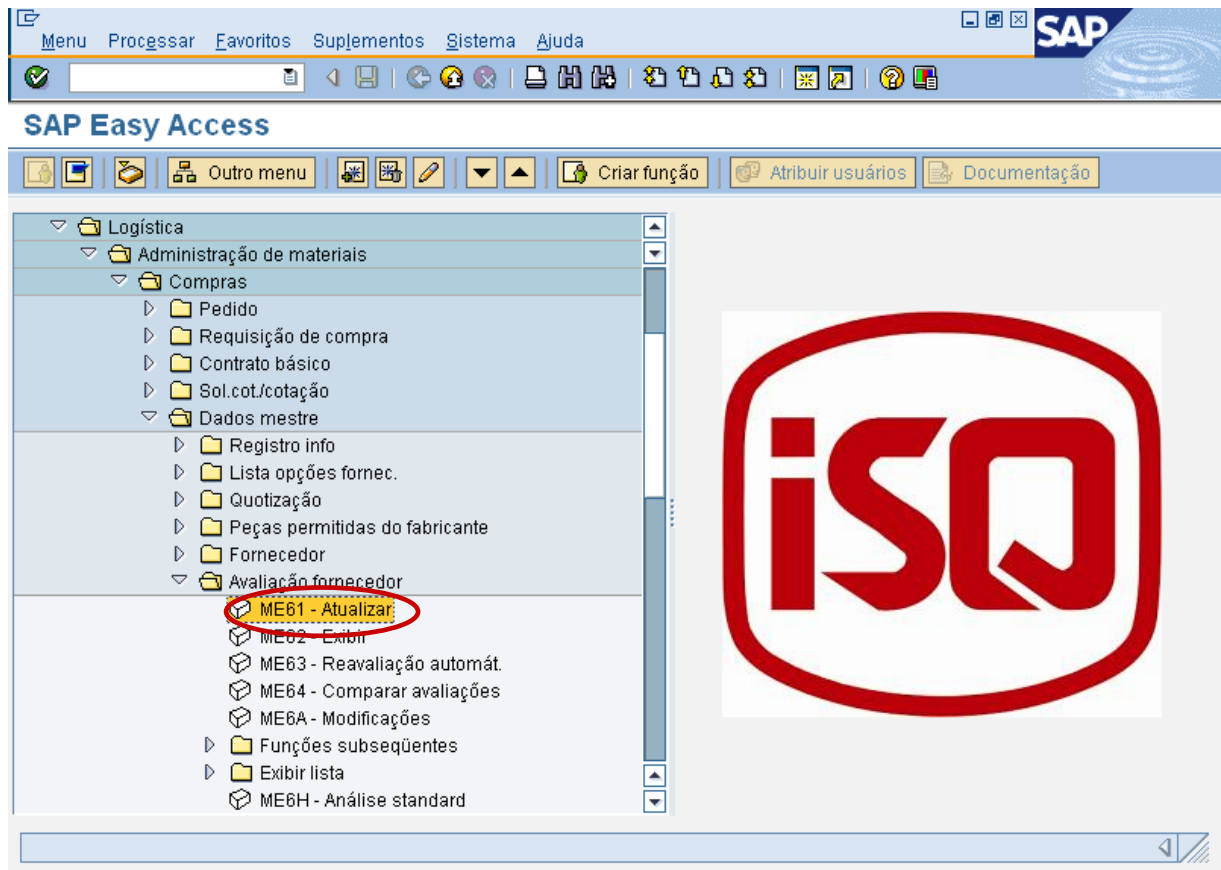 Menu Processar Favoritos Suplementos Sistema Ajuda
SAP
SAP Easy Access
Outro menu Criar função Atribuir usuários Documentação
Logística
Administração de materiais
Compras
Pedido
Requisição de compra
Contrato básico
Sol.cot./cotação
Dados mestre
Registro info
Lista opções fornec.
Quotização
Peças permitidas do fabricante
Fornecedor
Avaliação fornecedor
ME61 - Atualizar
ME62 - Exibir
ME63 - Reavaliação automát.
ME64 - Comparar avaliações
ME6A - Modificações
Funções subseqüentes
Exibir lista
ME6H - Análise standard
iSQ